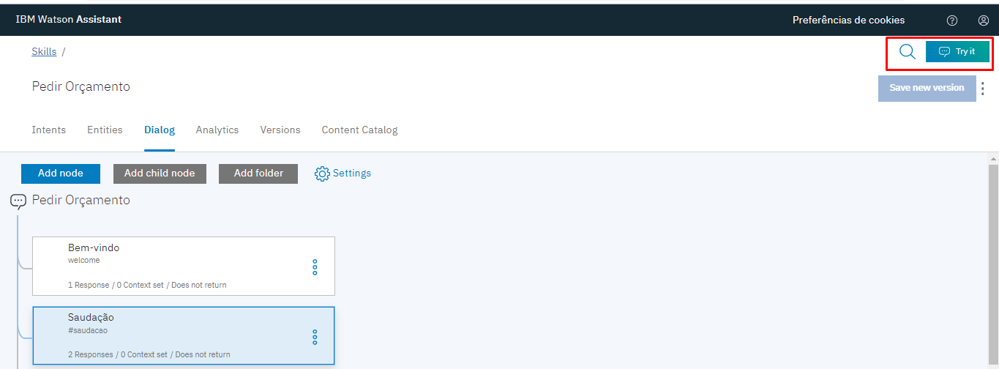 IBM Watson Assistant
Preferências de cookies
Skills /
Try it
Pedir Orçamento
Save new version
Intents Entities Dialog Analytics Versions Content Catalog
Add node Add child node Add folder Settings
Pedir Orçamento
Bem-vindo
welcome
1 Response / 0 Context set / Does not return
Saudação
#saudacao
2 Responses / 0 Context set / Does not return